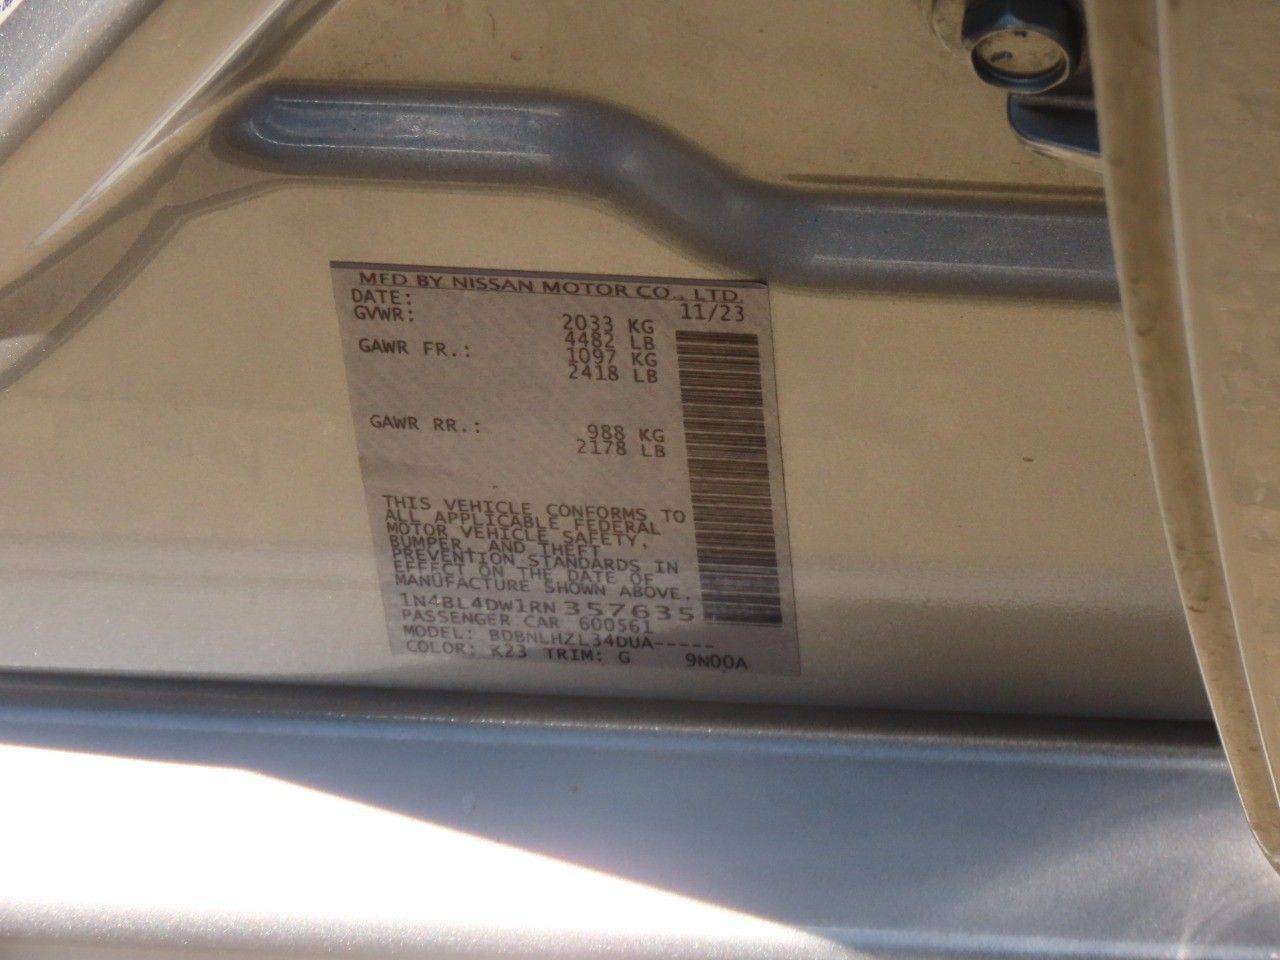 MFD BY NISSAN MOTOR CO., LTD.
DATE: 11/23
GVWR: 2033 KG
4482 LB
GAWR FR.: 1097 KG
2418 LB
GAWR RR.: 988 KG
2178 LB
THIS VEHICLE CONFORMS TO
ALL APPLICABLE FEDERAL
MOTOR VEHICLE SAFETY,
BUMPER, AND THEFT
PREVENTION STANDARDS IN
EFFECT ON THE DATE OF
MANUFACTURE SHOWN ABOVE.
1N4BL4DW1RN357635
PASSENGER CAR 600561
MODEL: BDBNLHZL34DUA-----
COLOR: K23 TRIM: G 9N00A